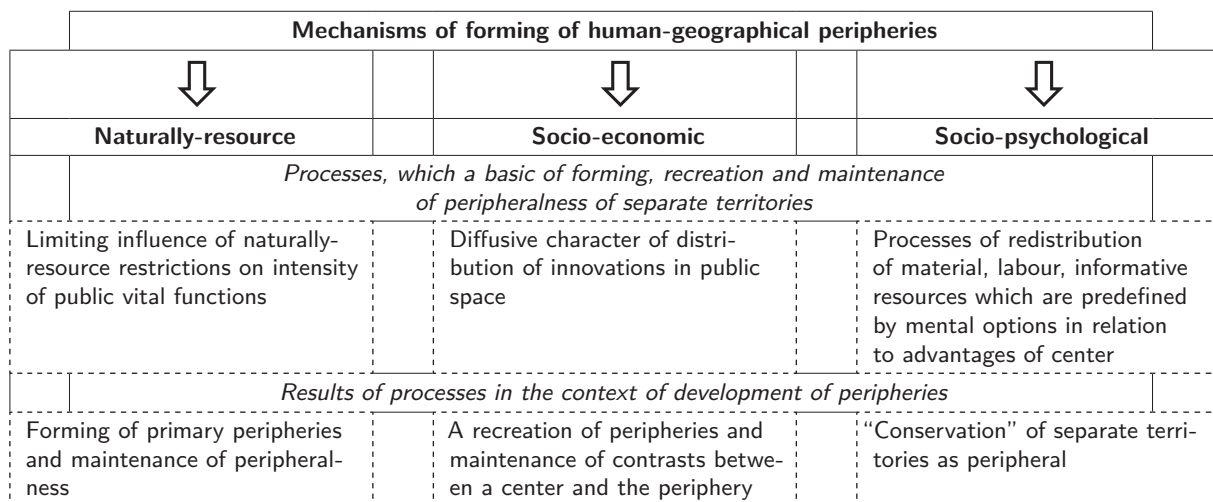 Mechanisms of forming of human-geographical peripheries
Naturally-resource
Socio-economic
Socio-psychological
Processes, which a basic of forming, recreation and maintenance
of peripheralness of separate territories
Limiting influence of naturally-
resource restrictions on intensity
of public vital functions
Diffusive character of distri-
bution of innovations in public
space
Processes of redistribution
of material, labour, informative
resources which are predefined
by mental options in relation
to advantages of center
Results of processes in the context of development of peripheries
Forming of primary peripheries
and maintenance of peripheral-
ness
A recreation of peripheries and
maintenance of contrasts betwe-
en a center and the periphery
“Conservation” of separate terri-
tories as peripheral